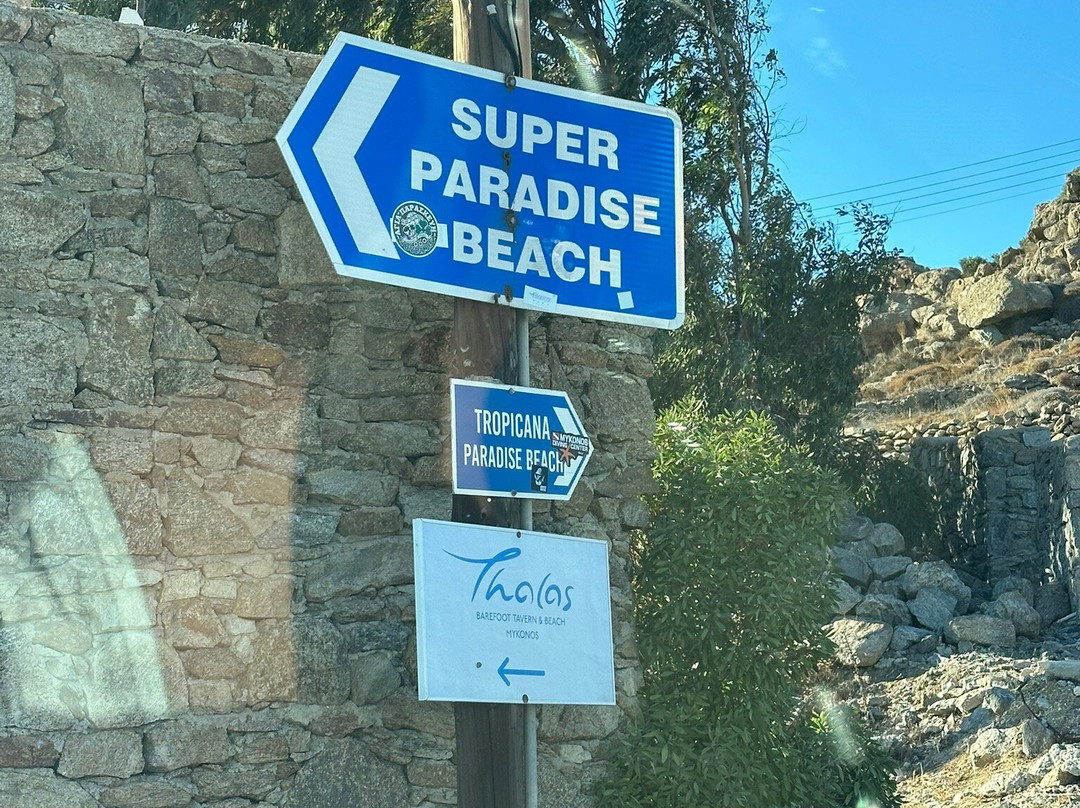 SUPER
PARADISE
BEACH
TROPICANA
PARADISE BEACH
MYKONOS
DIVING CENTER
Thalas
BAREFOOT TAVERN & BEACH
MYKONOS